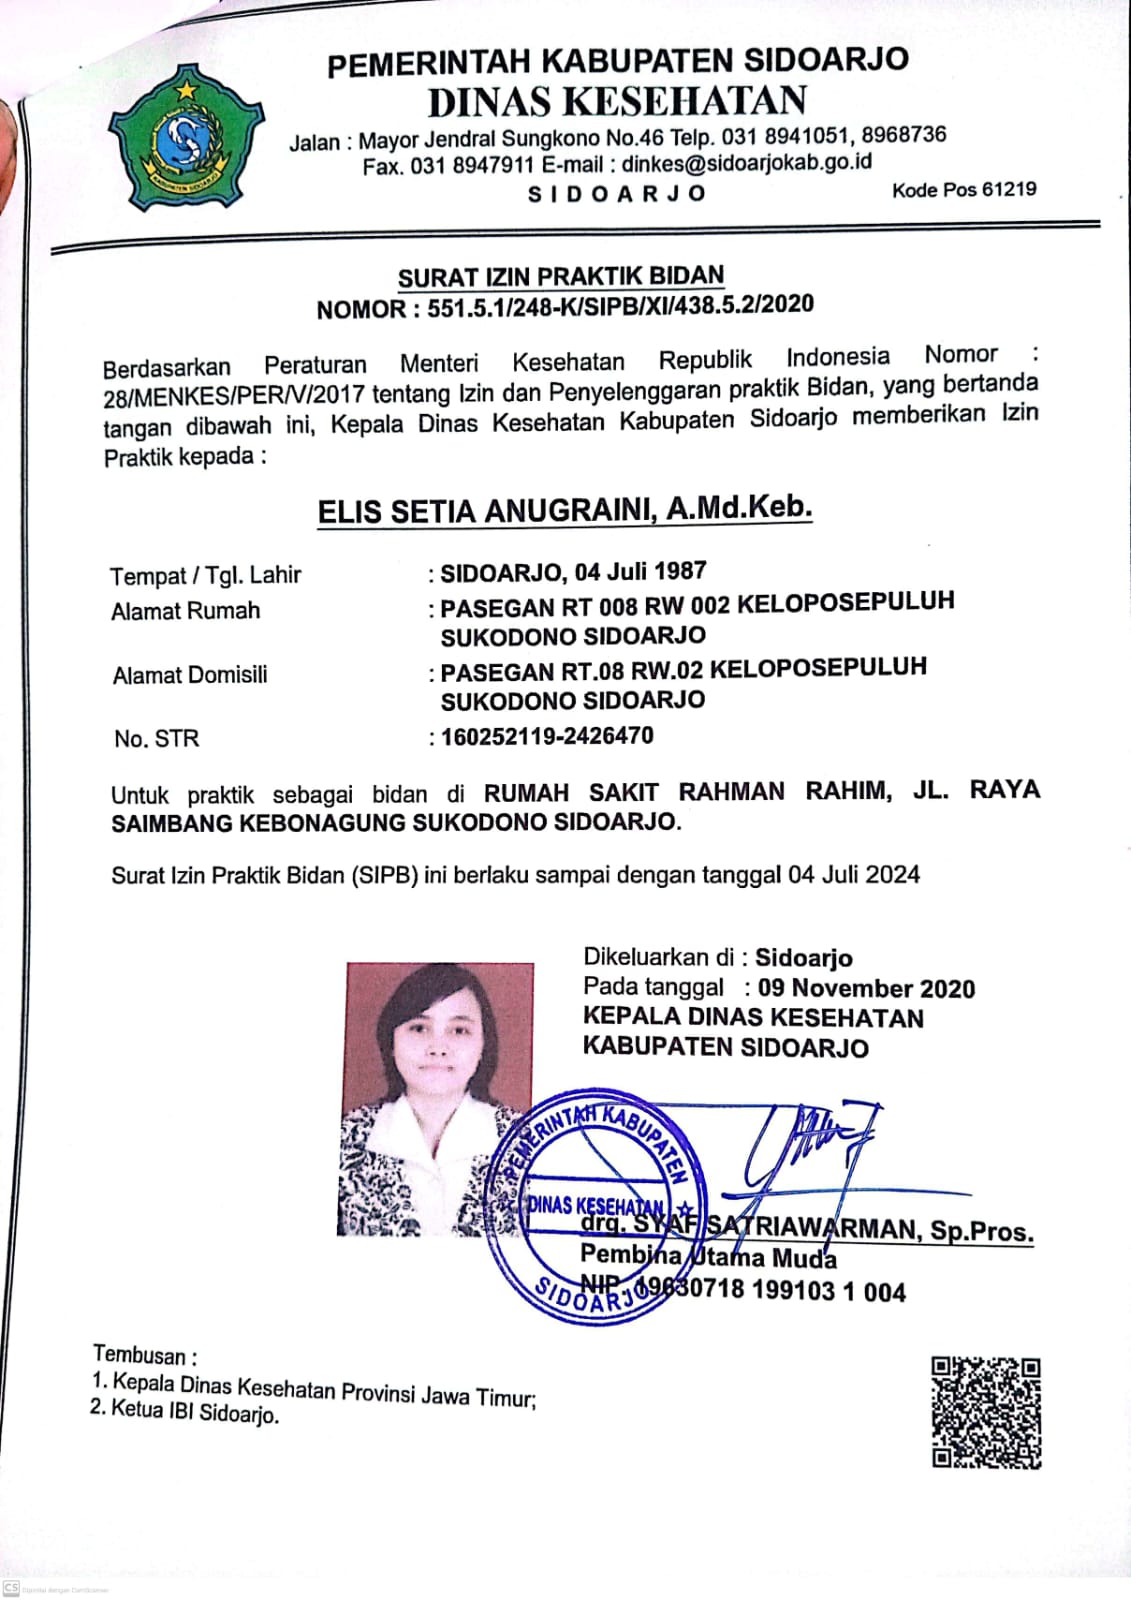 PEMERINTAH KABUPATEN SIDOARJO
DINAS KESEHATAN
Jalan : Mayor Jendral Sungkono No.46 Telp. 031 8941051, 8968736
Fax. 031 8947911 E-mail : dinkes@sidoarjokab.go.id
SIDOARJO
Kode Pos 61219
KABUPATEN SIDOARJO
SURAT IZIN PRAKTIK BIDAN
NOMOR : 551.5.1/248-K/SIPB/XI/438.5.2/2020
Berdasarkan Peraturan Menteri Kesehatan Republik Indonesia Nomor :
28/MENKES/PER/V/2017 tentang Izin dan Penyelenggaran praktik Bidan, yang bertanda
tangan dibawah ini, Kepala Dinas Kesehatan Kabupaten Sidoarjo memberikan Izin
Praktik kepada :
ELIS SETIA ANUGRAINI, A.Md.Keb.
Tempat / Tgl. Lahir : SIDOARJO, 04 Juli 1987
Alamat Rumah : PASEGAN RT 008 RW 002 KELOPOSEPULUH
SUKODONO SIDOARJO
Alamat Domisili : PASEGAN RT.08 RW.02 KELOPOSEPULUH
SUKODONO SIDOARJO
No. STR : 160252119-2426470
Untuk praktik sebagai bidan di RUMAH SAKIT RAHMAN RAHIM, JL. RAYA
SAIMBANG KEBONAGUNG SUKODONO SIDOARJO.
Surat Izin Praktik Bidan (SIPB) ini berlaku sampai dengan tanggal 04 Juli 2024
Dikeluarkan di : Sidoarjo
Pada tanggal : 09 November 2020
KEPALA DINAS KESEHATAN
KABUPATEN SIDOARJO
PEMERINTAH KABUPATEN
DINAS KESEHATAN
SIDOARJO
drg. SYAF SATRIAWARMAN, Sp.Pros.
Pembina Utama Muda
NIP. 19630718 199103 1 004
Tembusan :
1. Kepala Dinas Kesehatan Provinsi Jawa Timur;
2. Ketua IBI Sidoarjo.
CS Dipindai dengan CamScanner